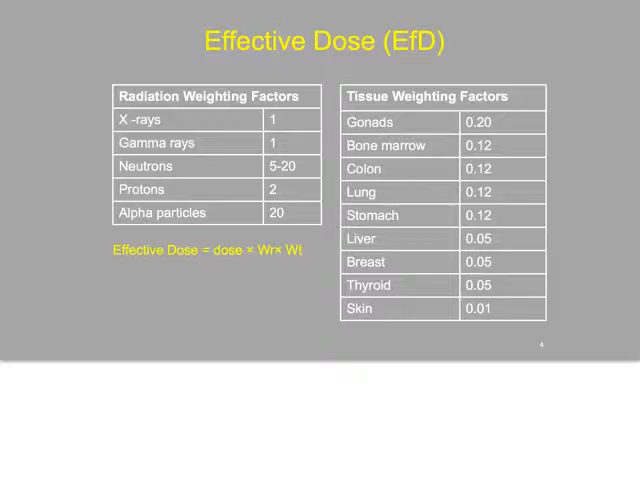 Effective Dose (EfD)
Radiation Weighting Factors
X -rays 1
Gamma rays 1
Neutrons 5-20
Protons 2
Alpha particles 20
Effective Dose = dose × Wr× Wt
Tissue Weighting Factors
Gonads 0.20
Bone marrow 0.12
Colon 0.12
Lung 0.12
Stomach 0.12
Liver 0.05
Breast 0.05
Thyroid 0.05
Skin 0.01
4